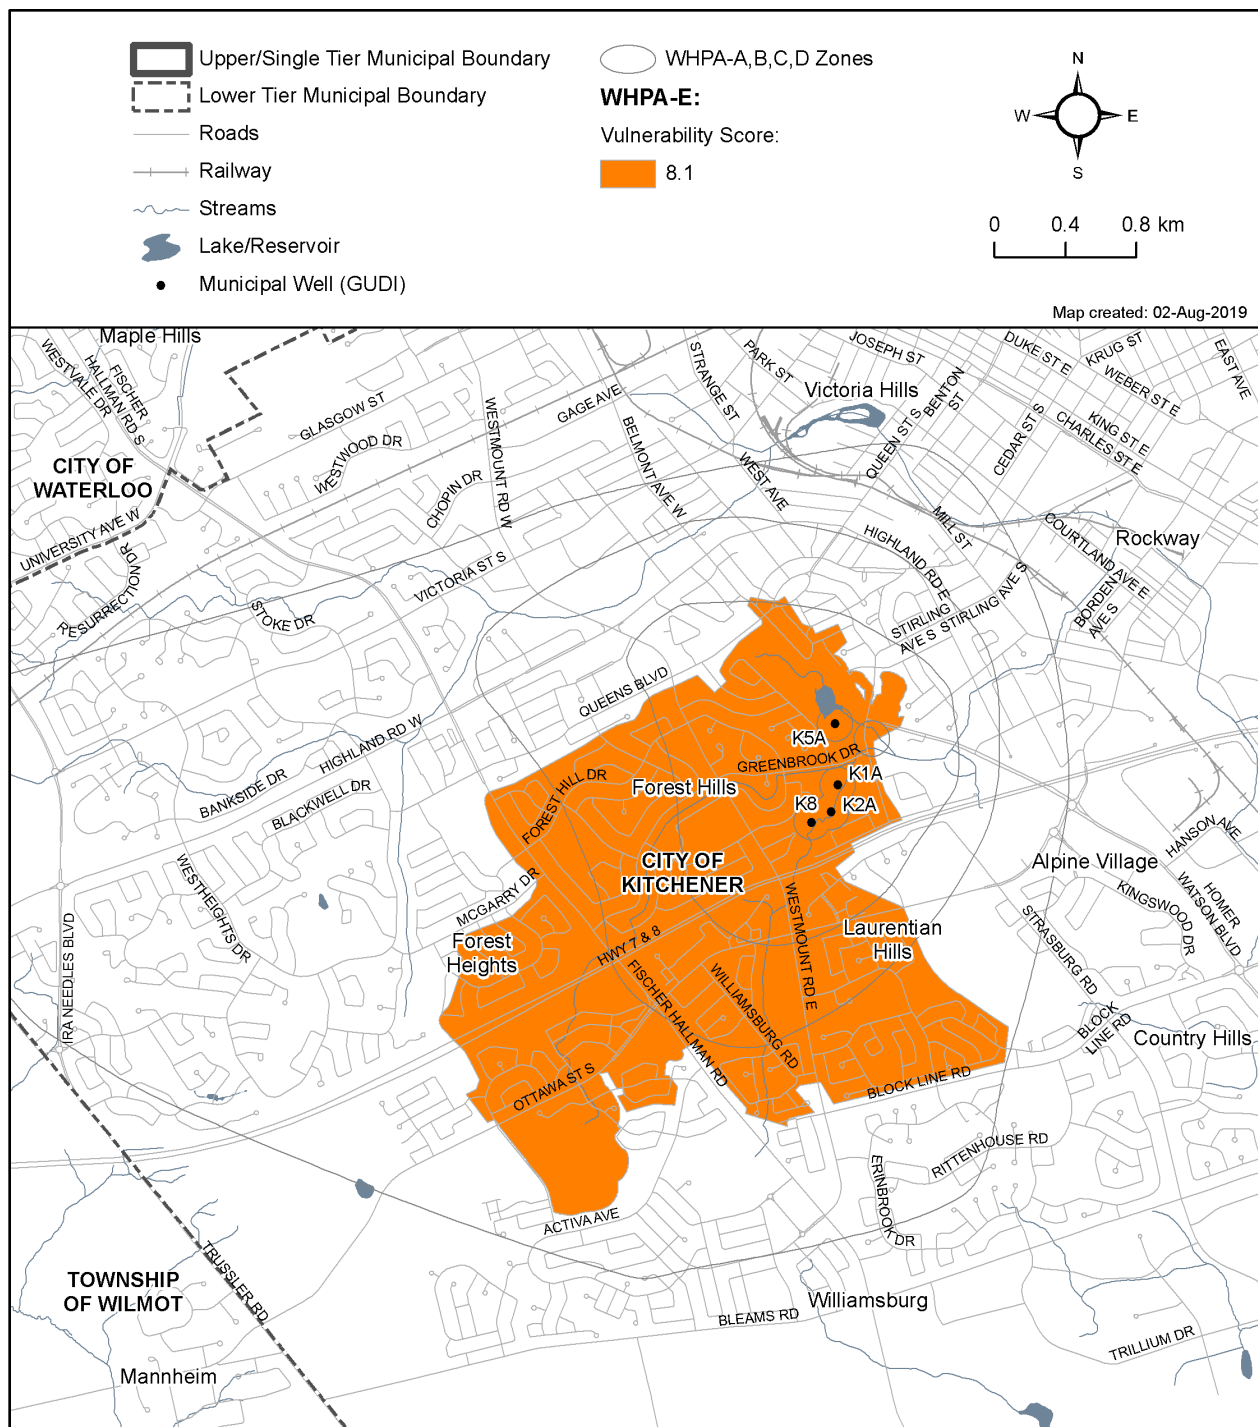 Upper/Single Tier Municipal Boundary
Lower Tier Municipal Boundary
Roads
Railway
Streams
Lake/Reservoir
Municipal Well (GUDI)
WHPA-A,B,C,D Zones
WHPA-E:
Vulnerability Score:
8.1
N
W
E
S
0 0.4 0.8 km
Map created: 02-Aug-2019
Maple Hills
WESTVALE DR
FISCHER
HALLMAN RD S
GLASGOW ST
WESTWOOD DR
CHOPIN DR
WESTMOUNT RD W
GAGE AVE
BELMONT AVE W
STRANGE ST
PARK ST
JOSEPH ST
Victoria Hills
QUEEN ST S
BENTON
ST
DUKE ST E
KRUG ST
WEBER ST E
EAST AVE
KING ST E
CHARLES ST E
CEDAR ST S
WEST AVE
CITY OF
WATERLOO
UNIVERSITY AVE W
RESURRECTION DR
STOKE DR
VICTORIA ST S
MILL ST
HIGHLAND RD E
COURTLAND AVE E
Rockway
BORDEN
AVE S
STIRLING
AVE S
STIRLING AVE S
QUEENS BLVD
HIGHLAND RD W
BANKSIDE DR
BLACKWELL DR
FOREST HILL DR
Forest Hills
K5A
GREENBROOK DR
K1A
K8
K2A
CITY OF
KITCHENER
HANSON AVE
Alpine Village
KINGSWOOD DR
HOMER
WATSON BLVD
STRASBURG RD
WESTHEIGHTS DR
MCGARRY DR
Forest
Heights
HWY 7 & 8
WESTMOUNT RD E
Laurentian
Hills
IRA NEEDLES BLVD
FISCHER HALLMAN RD
WILLIAMSBURG RD
BLOCK
LINE RD
Country Hills
BLOCK LINE RD
OTTAWA ST S
RITTENHOUSE RD
ERINBROOK DR
ACTIVA AVE
TRUSSLER RD
TOWNSHIP
OF WILMOT
Williamsburg
BLEAMS RD
TRILLIUM DR
Mannheim